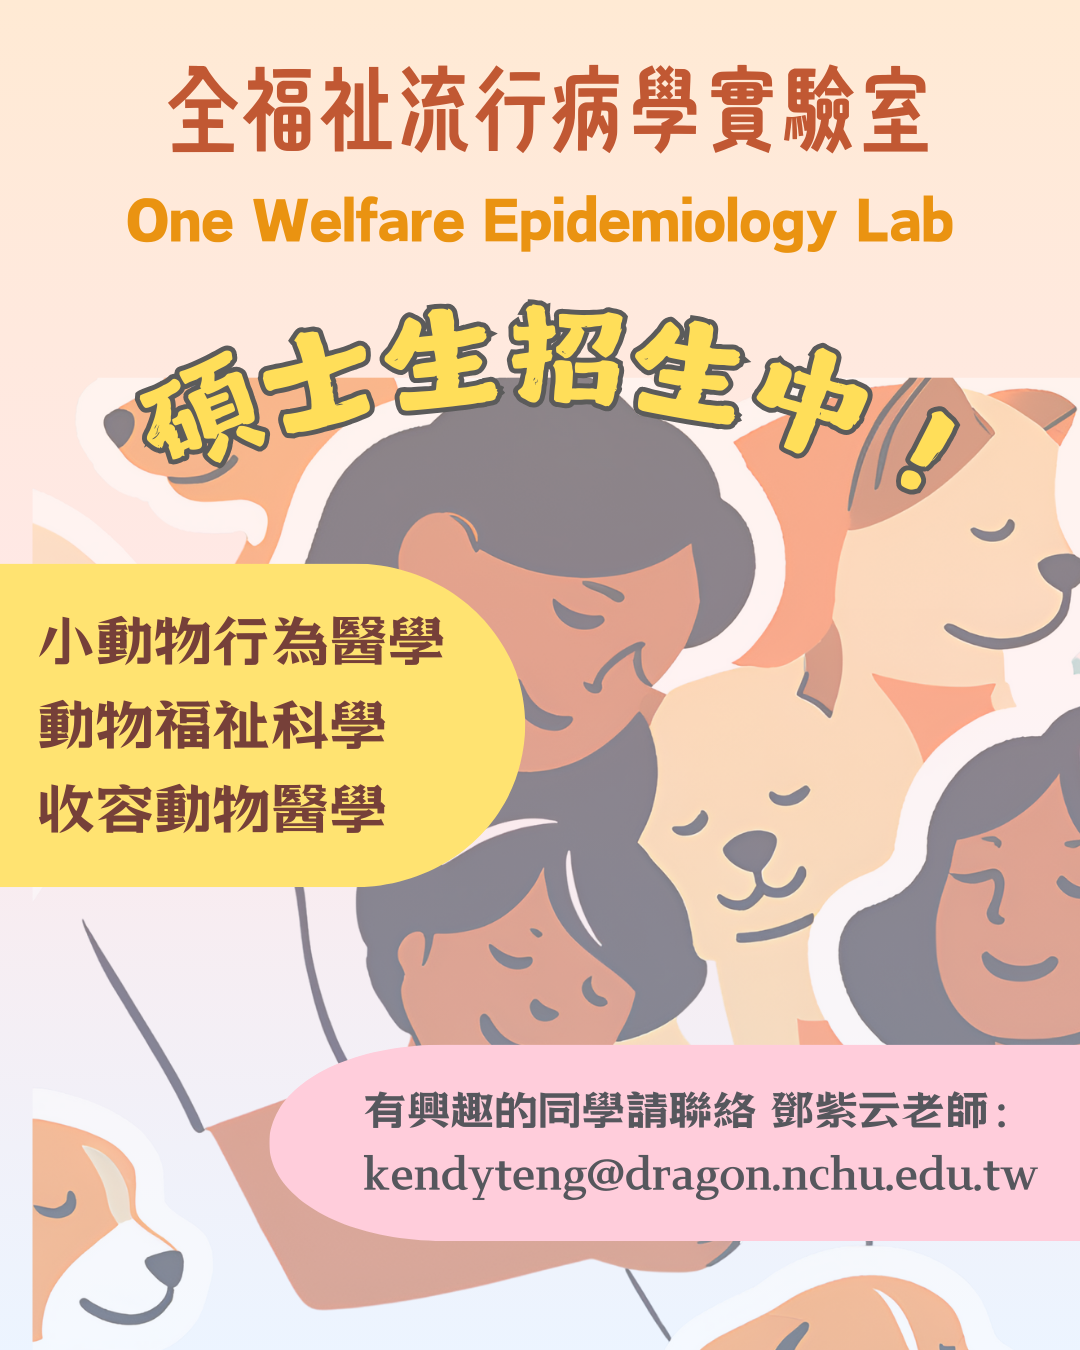 全福祉流行病學實驗室
One Welfare Epidemiology Lab
碩士生招生中！
小動物行為醫學
動物福祉科學
收容動物醫學
有興趣的同學請聯絡 鄧紫云老師：
kendyteng@dragon.nchu.edu.tw